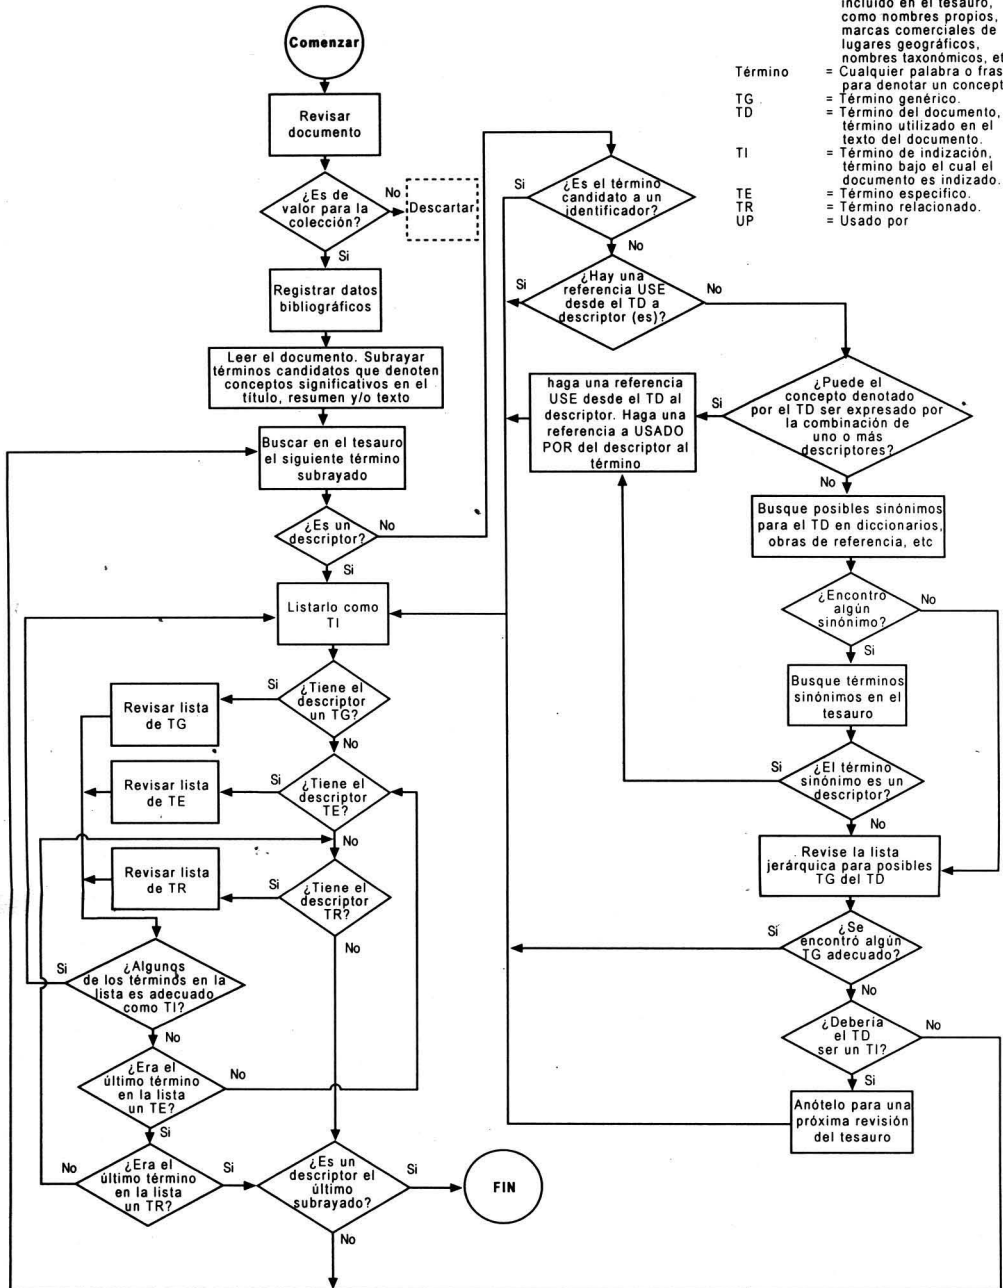 incluido en el tesauro,
como nombres propios,
marcas comerciales de
lugares geográficos,
nombres taxonómicos,
Término = Cualquier palabra o
para denotar un
TG = Término genérico.
TD = Término del documento,
término utilizado en el
texto del documento.
TI = Término de indización,
término bajo el cual el
documento es indizado.
TE = Término especifico.
TR = Término relacionado.
UP = Usado por
Comenzar
Revisar
documento
¿Es de
valor para la
colección?
No
Descartar
Si
Registrar datos
bibliográficos
Leer el documento. Subrayar
términos candidatos que denoten
conceptos significativos en el
título, resumen y/o texto
Buscar en el tesauro
el siguiente término
subrayado
¿Es un
descriptor?
No
Si
Listarlo como
TI
¿Tiene el
descriptor
un TG?
Si
Revisar lista
de TG
No
¿Tiene el
descriptor
TE?
Si
Revisar lista
de TE
No
¿Tiene el
descriptor
TR?
Si
Revisar lista
de TR
No
¿Algunos
de los términos en la
lista es adecuado
como TI?
Si
No
¿Era el
último término
en la lista
un TE?
No
Si
¿Era el
último término
en la lista
un TR?
No
Si
¿Es un
descriptor el
último
subrayado?
Si
FIN
No
¿Es el término
candidato a un
identificador?
Si
No
¿Hay una
referencia USE
desde el TD a
descriptor (es)?
Si
No
¿Puede el
concepto denotado
por el TD ser expresado por
la combinación de
uno o más
descriptores?
Si
haga una referencia
USE desde el TD al
descriptor. Haga una
referencia a USADO
POR del descriptor al
término
No
Busque posibles sinónimos
para el TD en diccionarios,
obras de referencia, etc
¿Encontro
algún
sinónimo?
No
Si
Busque términos
sinónimos en el
tesauro
¿El término
sinónimo es un
descriptor?
Si
No
Revise la lista
jerárquica para posibles
TG del TD
¿Se
encontró algún
TG adecuado?
Sí
No
¿Debería
el TD
ser un TI?
No
Si
Anótelo para una
próxima revisión
del tesauro